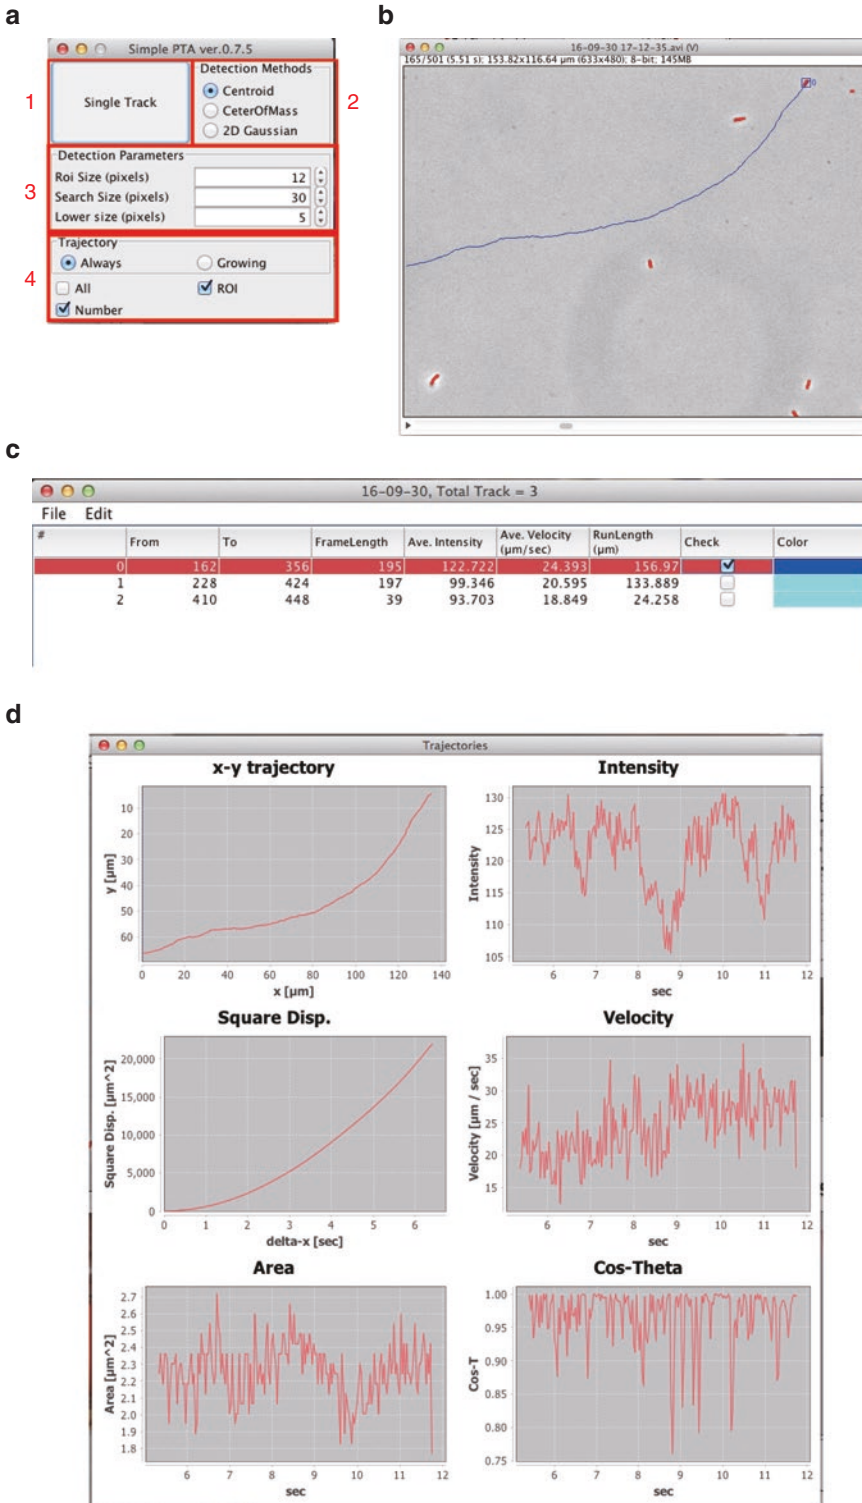 a
Simple PTA ver.0.7.5
1
Single Track
Detection Methods
Centroid
CeterOfMass
2D Gaussian
2
3
Detection Parameters
Roi Size (pixels) 12
Search Size (pixels) 30
Lower size (pixels) 5
4
Trajectory
Always Growing
All ROI
Number
b
16-09-30 17-12-35.avi (V)
165/501 (5.51 s); 153.82x116.64 µm (633x480); 8-bit; 145MB
0
c
16-09-30, Total Track = 3
File Edit
# From To FrameLength Ave. Intensity Ave. Velocity (µm/sec) RunLength (µm) Check Color
0 162 356 195 122.722 24.393 156.97
1 228 424 197 99.346 20.595 133.889
2 410 448 39 93.703 18.849 24.258
d
Trajectories
x-y trajectory
y [µm]
10
20
30
40
50
60
0 20 40 60 80 100 120 140
x [µm]
Intensity
Intensity
130
125
120
115
110
105
6 7 8 9 10 11 12
sec
Square Disp.
Square Disp. [µm^2]
20,000
15,000
10,000
5,000
0
0 1 2 3 4 5 6
delta-x [sec]
Velocity
Velocity [µm / sec]
35
30
25
20
15
6 7 8 9 10 11 12
sec
Area
Area [µm^2]
2.7
2.6
2.5
2.4
2.3
2.2
2.1
2.0
1.9
1.8
6 7 8 9 10 11 12
sec
Cos-Theta
Cos-T
1.00
0.95
0.90
0.85
0.80
0.75
6 7 8 9 10 11 12
sec